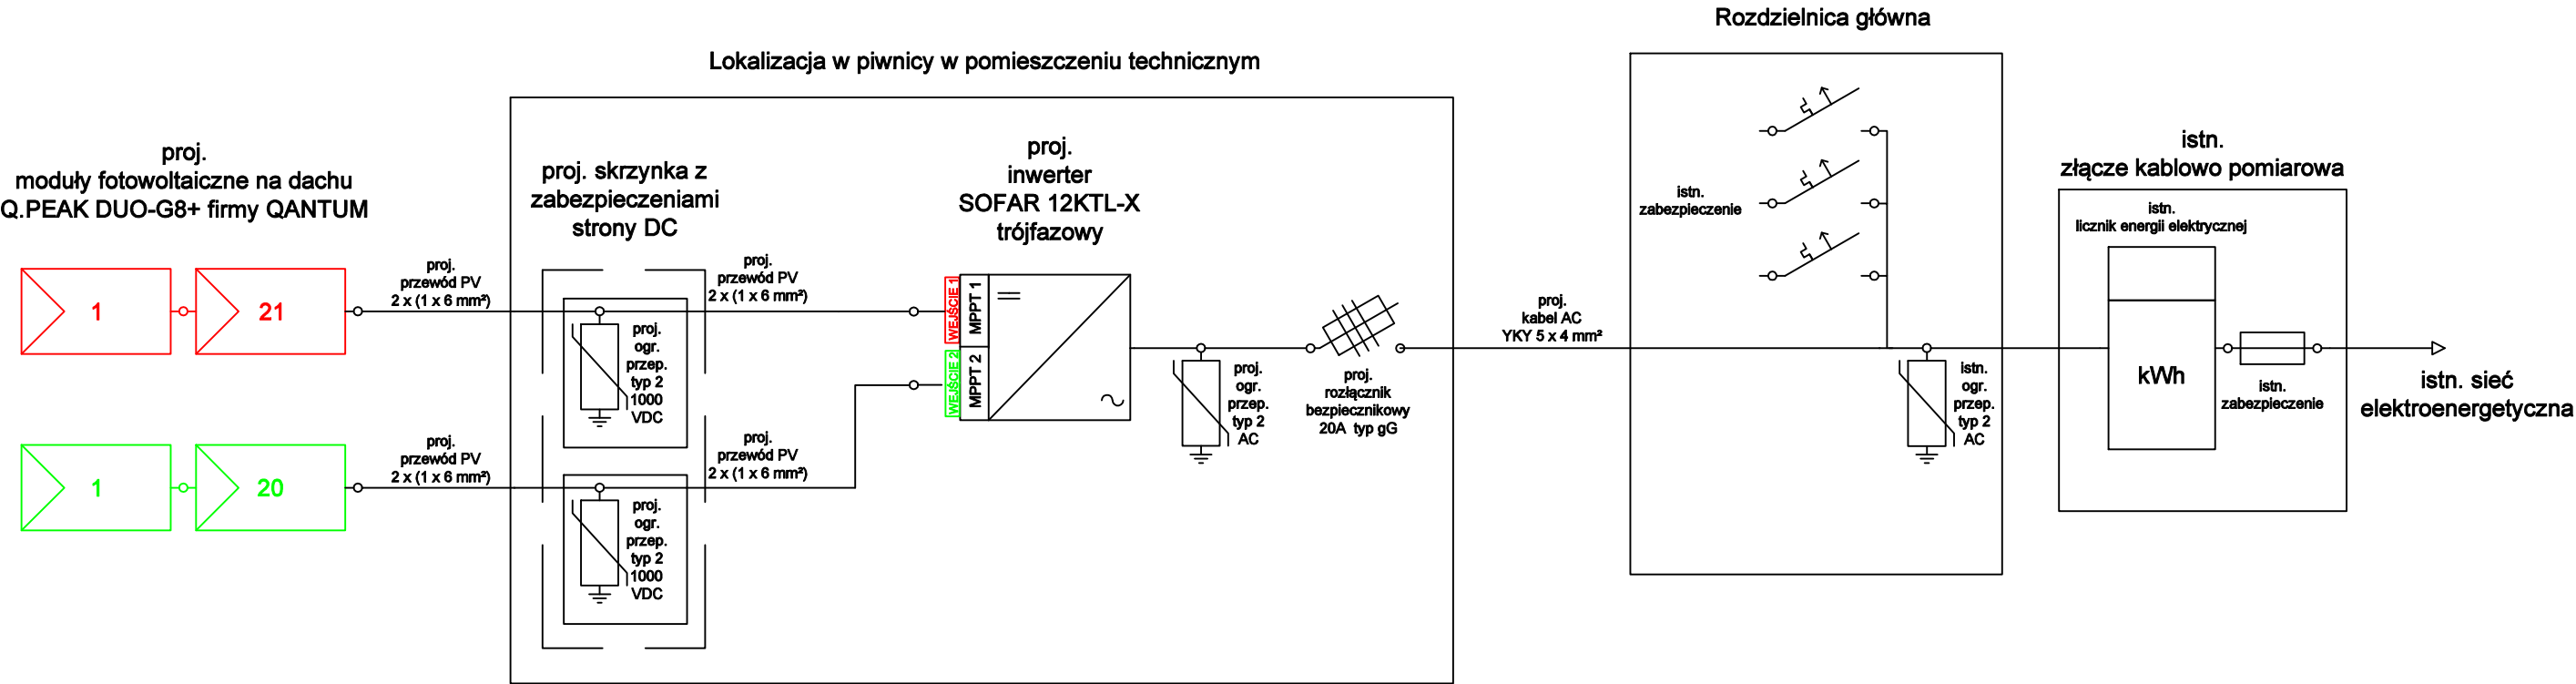 Rozdzielnica główna
Lokalizacja w piwnicy w pomieszczeniu technicznym
proj.
moduły fotowoltaiczne na dachu
Q.PEAK DUO-G8+ firmy QANTUM
1
21
1
20
proj.
przewód PV
2 x (1 x 6 mm²)
proj.
przewód PV
2 x (1 x 6 mm²)
proj. skrzynka z
zabezpieczeniami
strony DC
proj.
ogr.
przep.
typ 2
1000
VDC
proj.
ogr.
przep.
typ 2
1000
VDC
proj.
przewód PV
2 x (1 x 6 mm²)
proj.
przewód PV
2 x (1 x 6 mm²)
proj.
inwerter
SOFAR 12KTL-X
trójfazowy
WEJŚCIE 1
MPPT 1
WEJŚCIE 2
MPPT 2
proj.
ogr.
przep.
typ 2
AC
proj.
rozłącznik
bezpiecznikowy
20A typ gG
proj.
kabel AC
YKY 5 x 4 mm²
istn.
zabezpieczenie
istn.
ogr.
przep.
typ 2
AC
istn.
złącze kablowo pomiarowa
istn.
licznik energii elektrycznej
kWh
istn.
zabezpieczenie
istn. sieć
elektroenergetyczna